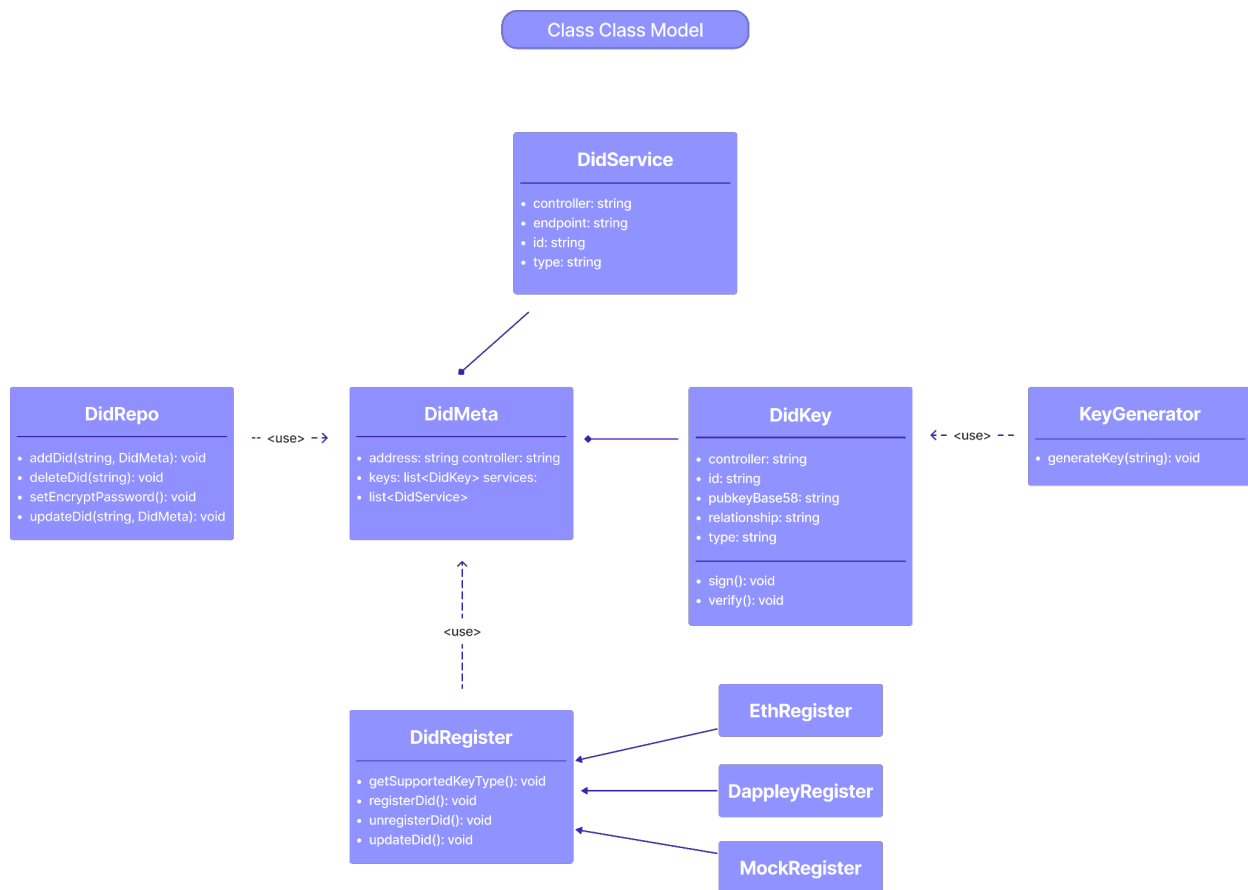 Class Class Model
DidService
controller: string
endpoint: string
id: string
type: string
DidRepo
addDid(string, DidMeta): void
deleteDid(string): void
setEncryptPassword(): void
updateDid(string, DidMeta): void
<use>
DidMeta
address: string controller: string
keys: list<DidKey> services:
list<DidService>
DidKey
controller: string
id: string
pubkeyBase58: string
relationship: string
type: string
sign(): void
verify(): void
<use>
KeyGenerator
generateKey(string): void
<use>
DidRegister
getSupportedKeyType(): void
registerDid(): void
unregisterDid(): void
updateDid(): void
EthRegister
DappleyRegister
MockRegister